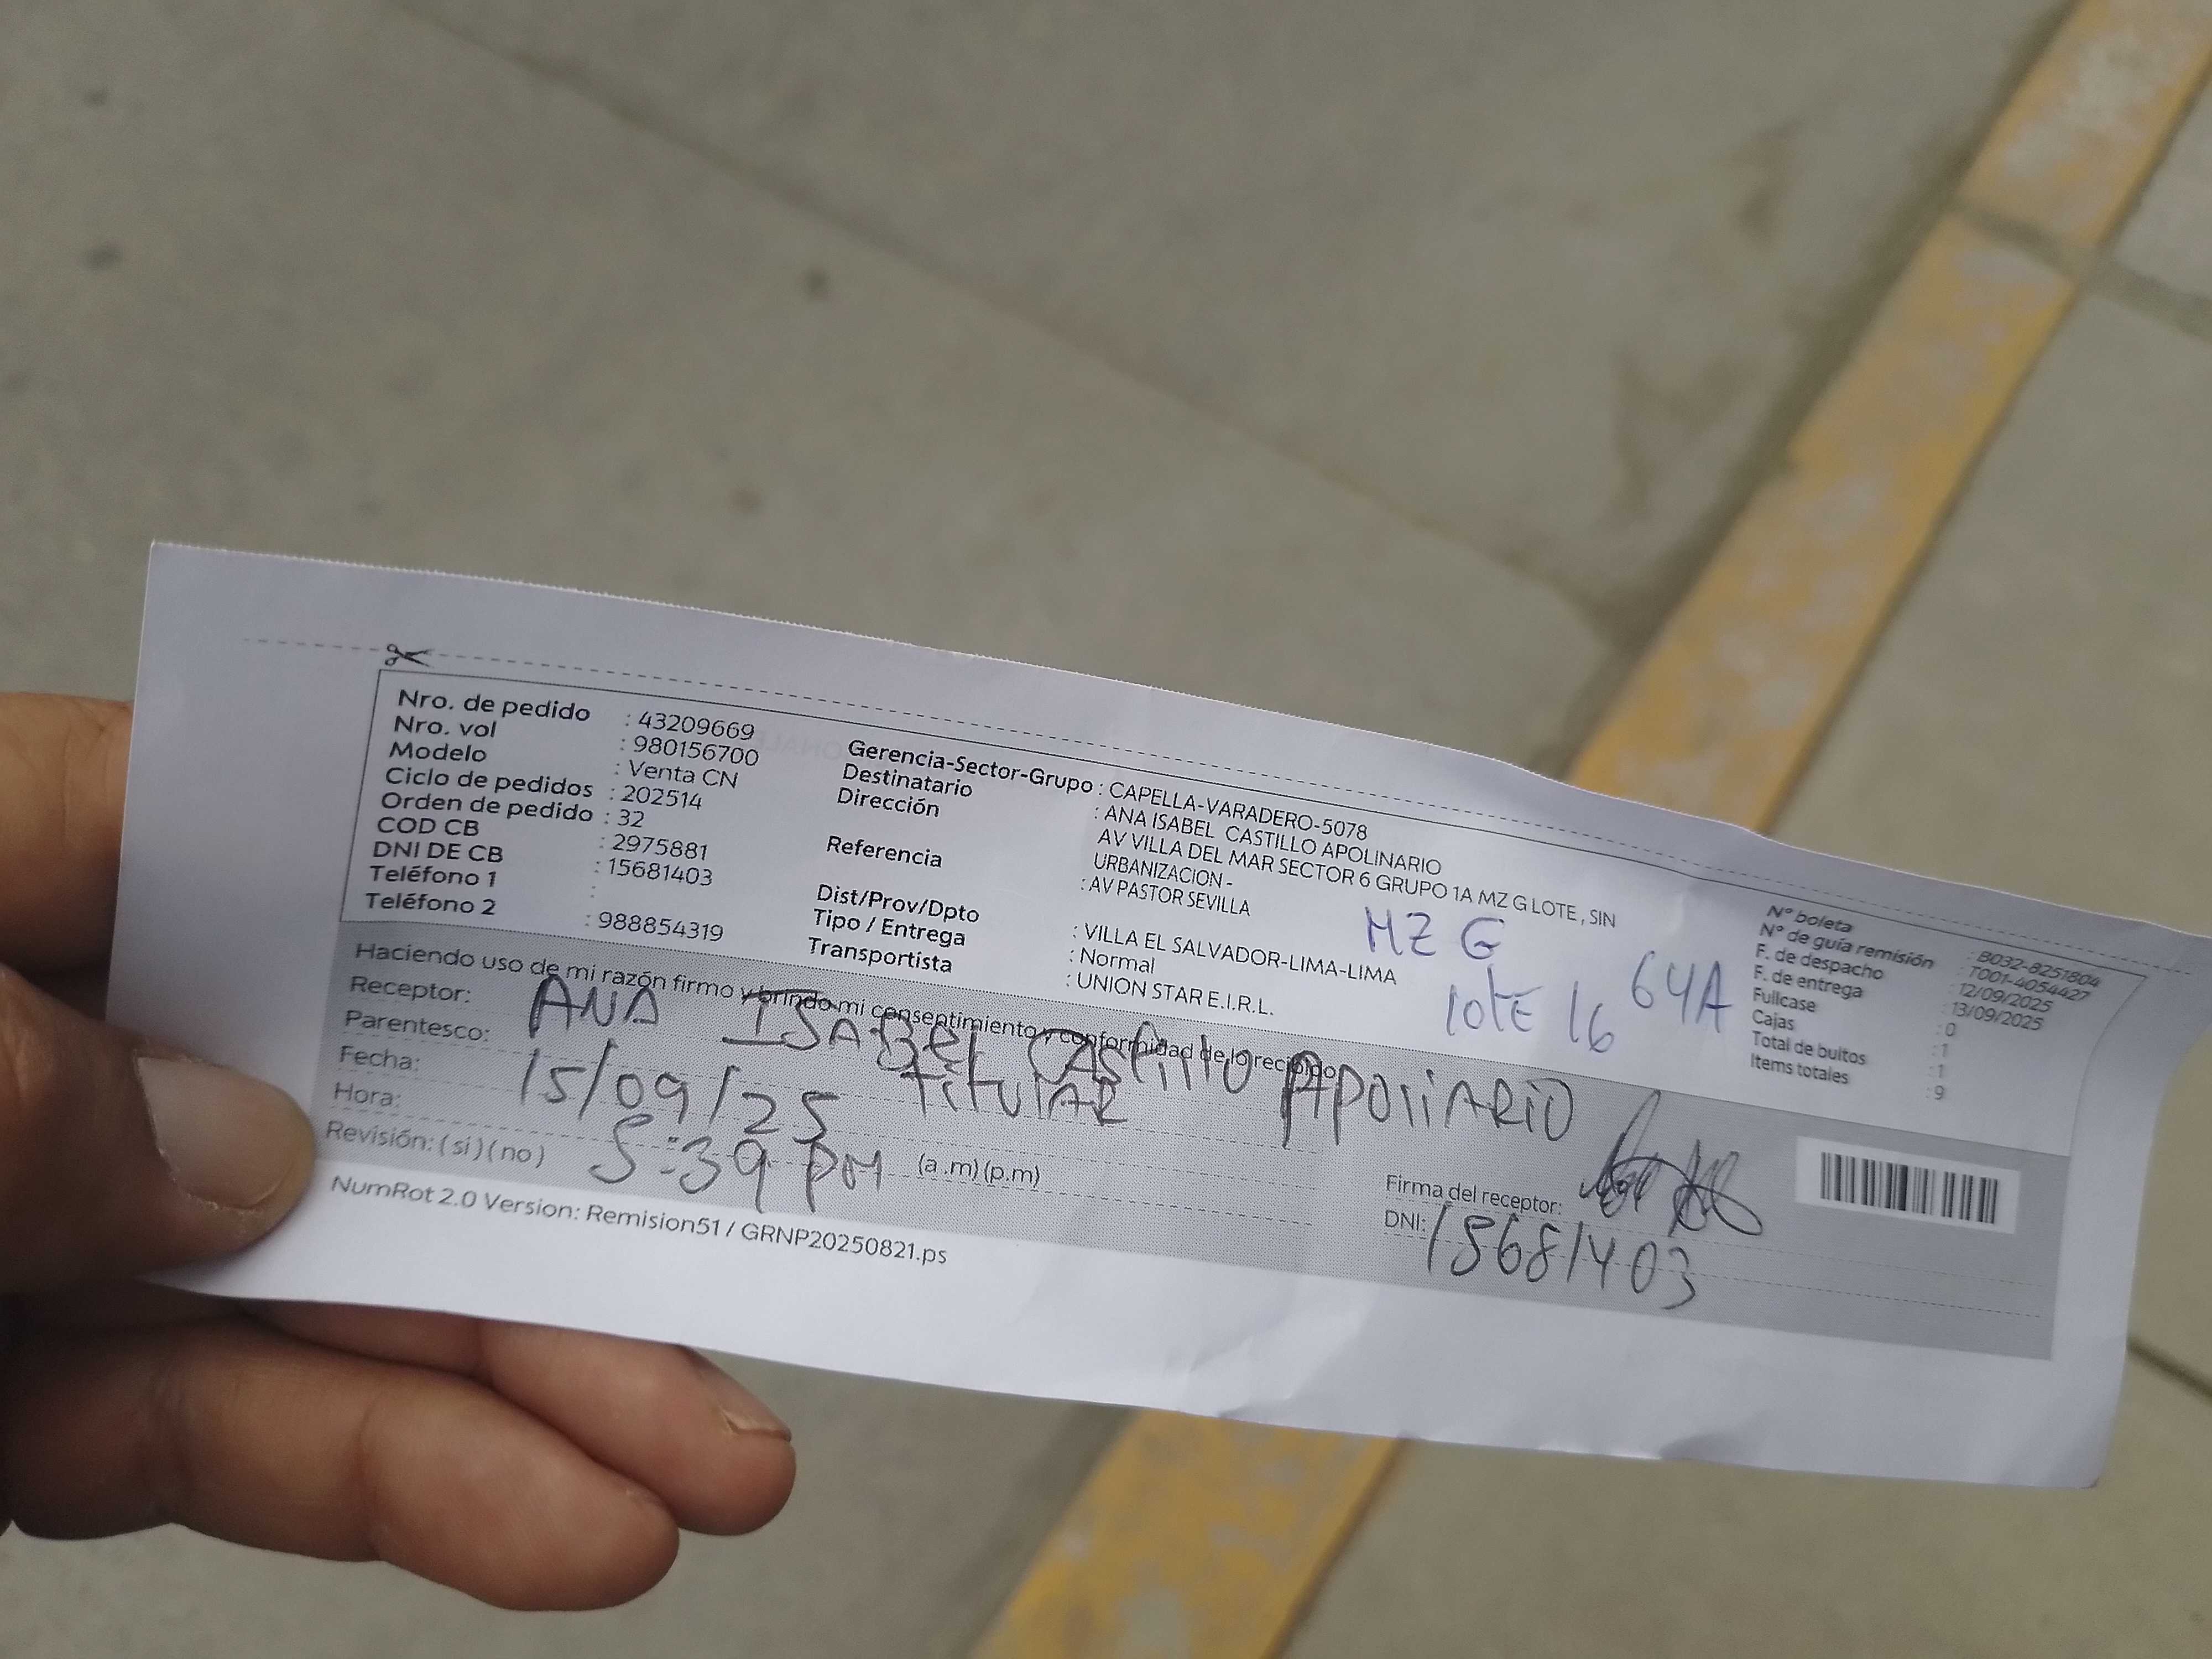 Nro. de pedido : 43209669
Nro. vol : 980156700
Modelo : Venta CN
Ciclo de pedidos : 202514
Orden de pedido : 32
COD CB : 2975881
DNI DE CB : 15681403
Teléfono 1 :
Teléfono 2 : 988854319
Gerencia-Sector-Grupo : CAPELLA-VARADERO-5078
Destinatario : ANA ISABEL CASTILLO APOLINARIO
Dirección AV VILLA DEL MAR SECTOR 6 GRUPO 1A MZ G LOTE , SIN
URBANIZACION -
Referencia : AV PASTOR SEVILLA
Dist/Prov/Dpto : VILLA EL SALVADOR-LIMA-LIMA
Tipo / Entrega : Normal
Transportista : UNION STAR E.I.R.L.
MZ G
lotE 16
64A
N° boleta : B032-8251804
N° de guía remisión : T001-4054427
F. de despacho : 12/09/2025
F. de entrega : 13/09/2025
Fullcase : 0
Cajas : 1
Total de bultos : 1
Items totales : 9
Haciendo uso de mi razón firmo y brindo mi consentimiento y conformidad de lo recibido
Receptor: ANA ISABEL CAStillo APOliNARIO
Parentesco: titulAR
Fecha: 15/09/25
Hora: 5:39 pM (a .m) (p.m)
Revisión: ( si ) ( no )
Firma del receptor:
DNI: 15681403
NumRot 2.0 Version: Remision51 / GRNP20250821.ps